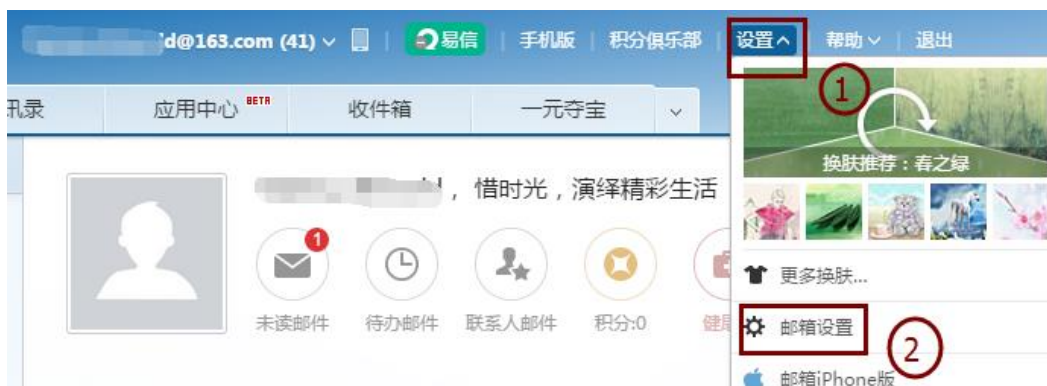 d@163.com (41) 易信 手机版 积分俱乐部 设置 帮助 退出
讯录 应用中心 BETA 收件箱 一元夺宝
①
换肤推荐：春之绿
，惜时光，演绎精彩生活
1
更多换肤...
未读邮件 待办邮件 联系人邮件 积分:0 健
邮箱设置
②
邮箱iPhone版